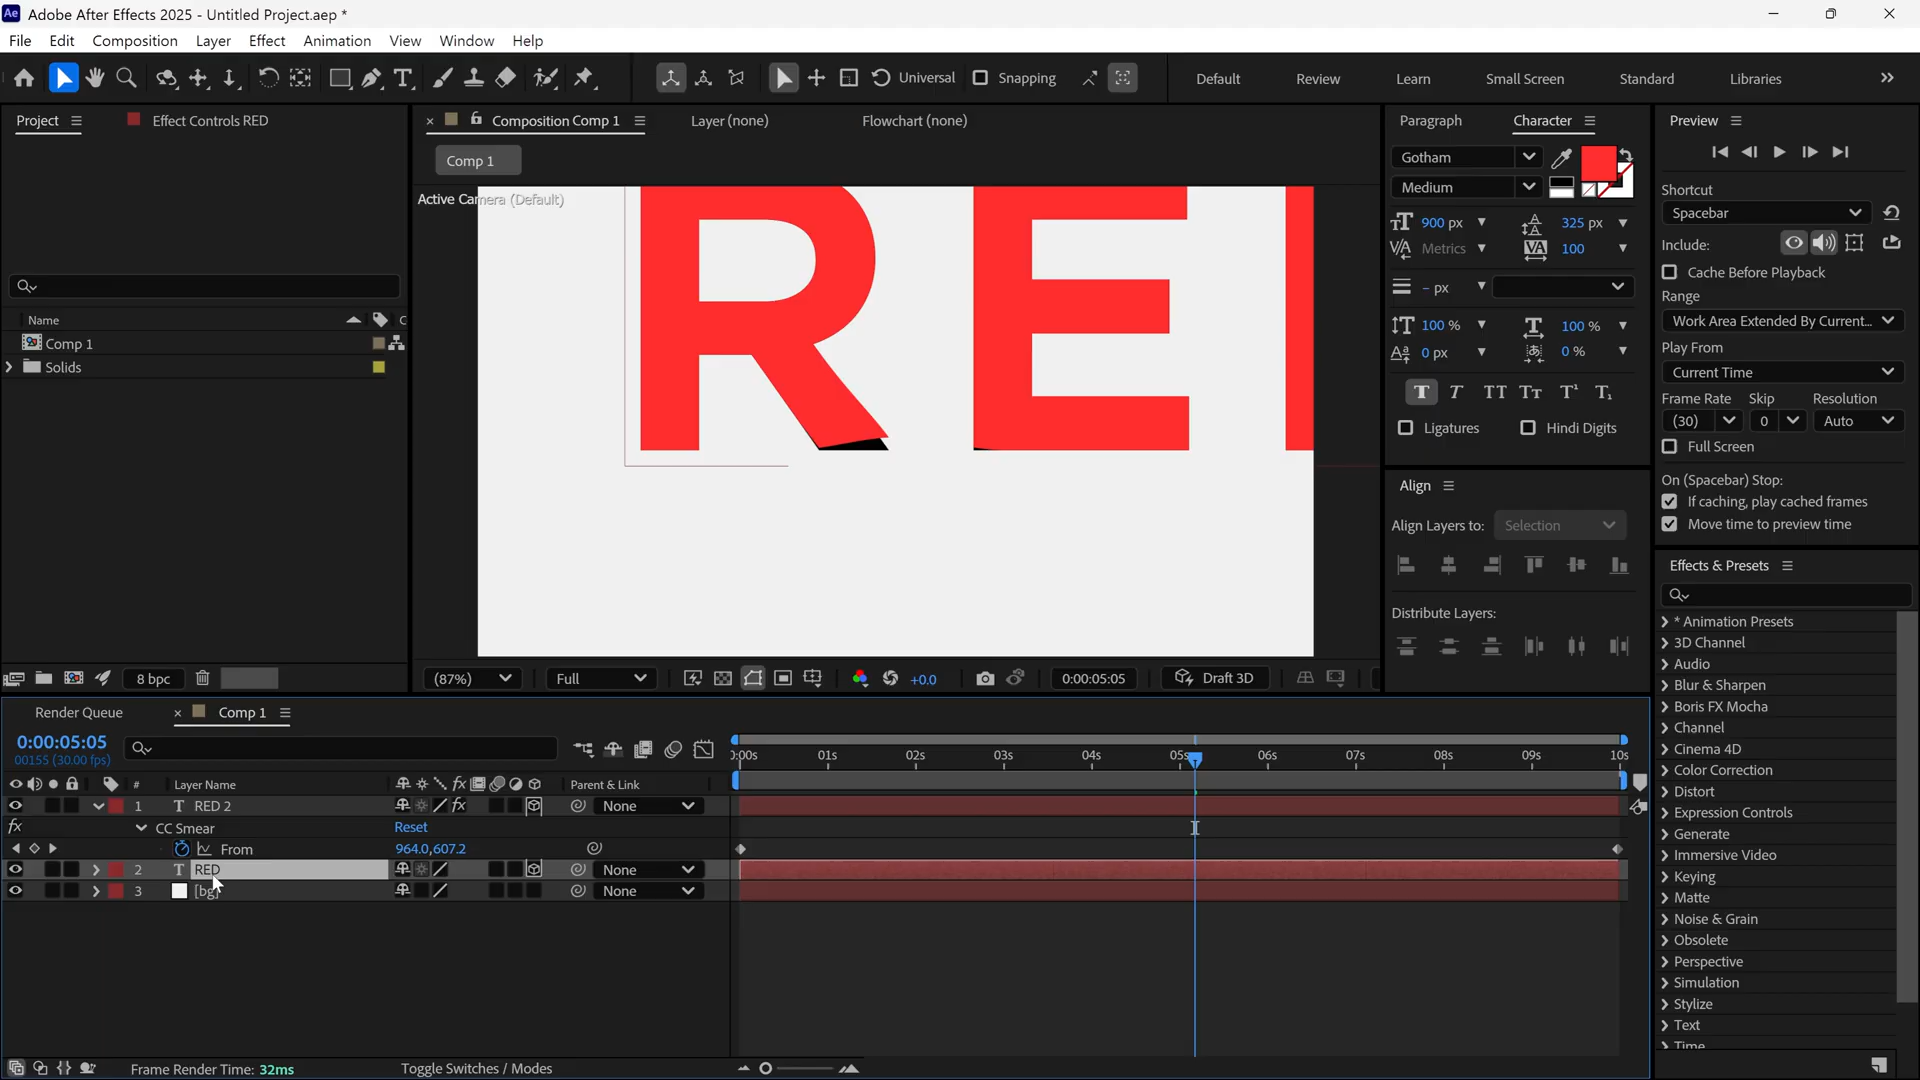 Adobe After Effects 2025 - Untitled Project.aep *
File Edit Composition Layer Effect Animation View Window Help
Universal Snapping Default Review Learn Small Screen Standard Libraries
Project Effect Controls RED
Composition Comp 1 Layer (none) Flowchart (none)
Comp 1
Active Camera (Default)
RE
Name
Comp 1
Solids
8 bpc
(87%) Full +0.0 0:00:05:05 Draft 3D
Paragraph Character
Gotham
Medium
900 px 325 px
Metrics 100
- px
100 % 100 %
0 px 0 %
Ligatures Hindi Digits
Align
Align Layers to: Selection
Distribute Layers:
Preview
Shortcut
Spacebar
Include:
Cache Before Playback
Range
Work Area Extended By Current...
Play From
Current Time
Frame Rate Skip Resolution
(30) 0 Auto
Full Screen
On (Spacebar) Stop:
If caching, play cached frames
Move time to preview time
Effects & Presets
* Animation Presets
3D Channel
Audio
Blur & Sharpen
Boris FX Mocha
Channel
Cinema 4D
Color Correction
Distort
Expression Controls
Generate
Immersive Video
Keying
Matte
Noise & Grain
Obsolete
Perspective
Simulation
Stylize
Text
Time
Render Queue Comp 1
0:00:05:05
00155 (30.00 fps)
# Layer Name Parent & Link
1 RED 2 None
CC Smear Reset
From 964.0,607.2
2 RED None
3 [bg] None
01s 02s 03s 04s 05s 06s 07s 08s 09s 10s
Frame Render Time: 32ms Toggle Switches / Modes